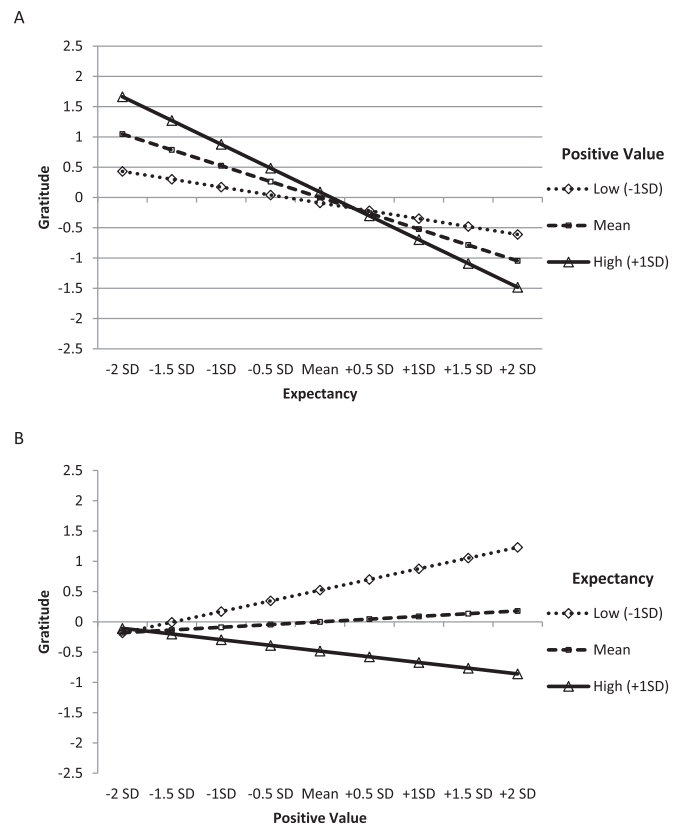 A
2.5
2
1.5
1
0.5
0
-0.5
-1
-1.5
-2
-2.5
Gratitude
-2 SD -1.5 SD -1SD -0.5 SD Mean +0.5 SD +1SD +1.5 SD +2 SD
Expectancy
Positive Value
Low (-1SD)
Mean
High (+1SD)
B
2.5
2
1.5
1
0.5
0
-0.5
-1
-1.5
-2
-2.5
Gratitude
-2 SD -1.5 SD -1SD -0.5 SD Mean +0.5 SD +1SD +1.5 SD +2 SD
Positive Value
Expectancy
Low (-1SD)
Mean
High (+1SD)